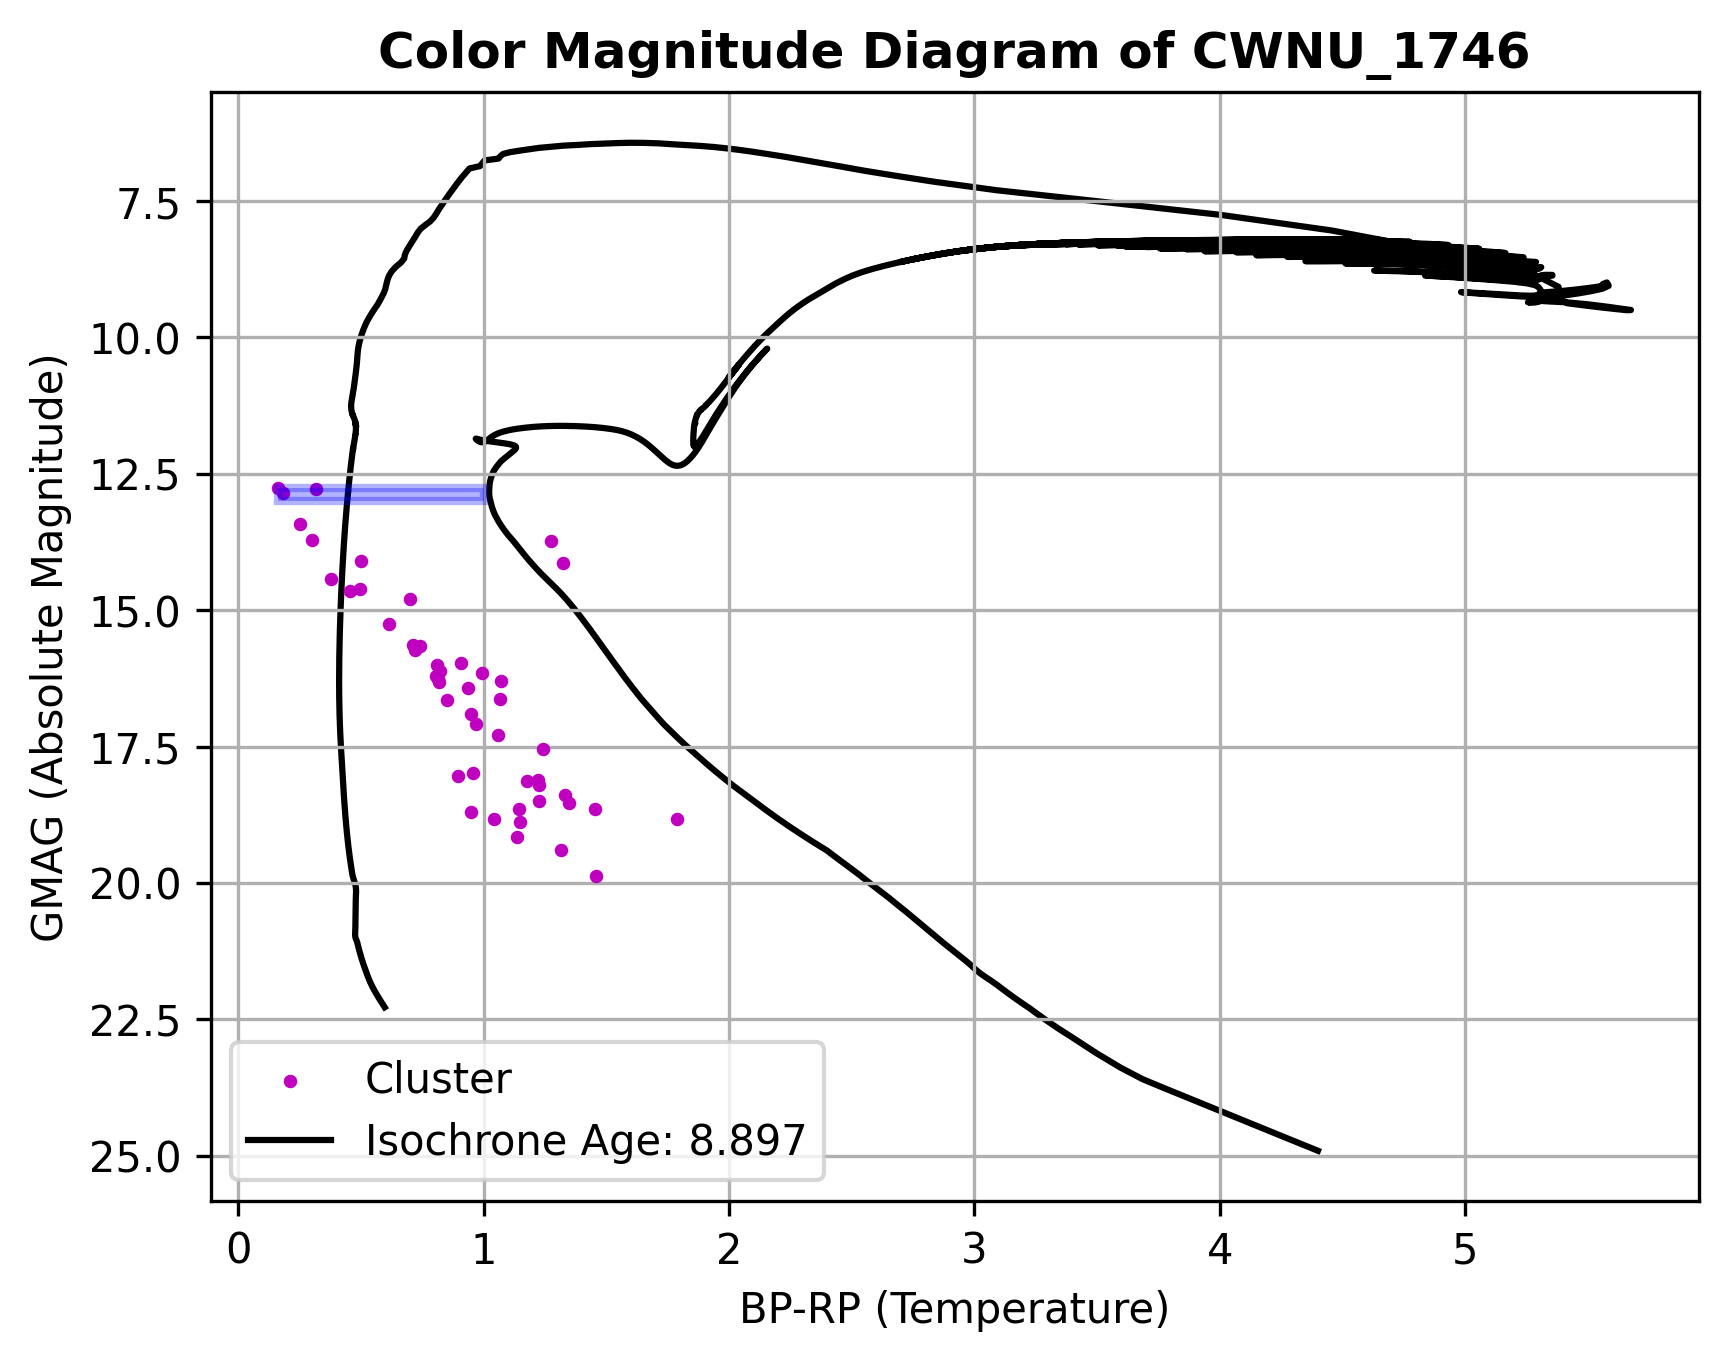 Color Magnitude Diagram of CWNU_1746
GMAG (Absolute Magnitude)
7.5
10.0
12.5
15.0
17.5
20.0
22.5
25.0
Cluster
Isochrone Age: 8.897
0 1 2 3 4 5
BP-RP (Temperature)